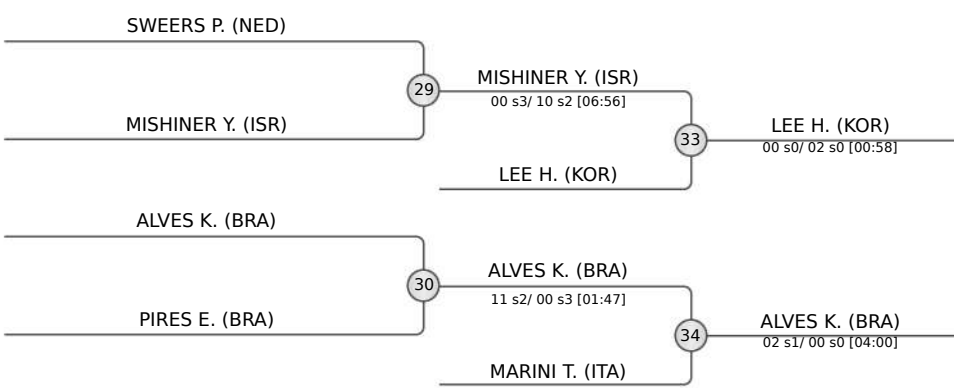 SWEERS P. (NED)
29
MISHINER Y. (ISR)
00 s3/ 10 s2 [06:56]
MISHINER Y. (ISR)
33
LEE H. (KOR)
00 s0/ 02 s0 [00:58]
LEE H. (KOR)
ALVES K. (BRA)
30
ALVES K. (BRA)
11 s2/ 00 s3 [01:47]
PIRES E. (BRA)
34
ALVES K. (BRA)
02 s1/ 00 s0 [04:00]
MARINI T. (ITA)